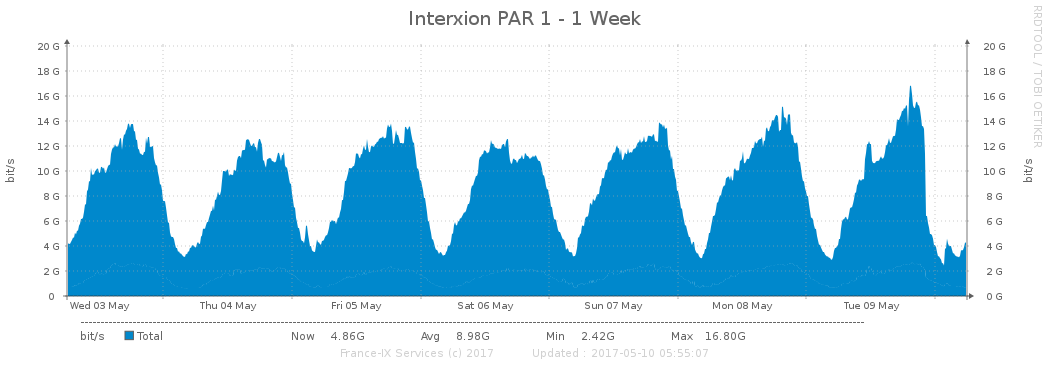 Interxion PAR 1 - 1 Week
RRDTOOL / TOBI OETIKER
20 G 20 G
18 G 18 G
16 G 16 G
14 G 14 G
12 G 12 G
10 G 10 G
8 G 8 G
6 G 6 G
4 G 4 G
2 G 2 G
0 0 G
bit/s
bit/s
Wed 03 May Thu 04 May Fri 05 May Sat 06 May Sun 07 May Mon 08 May Tue 09 May
bit/s Total Now 4.86G Avg 8.98G Min 2.42G Max 16.80G
France-IX Services (c) 2017 Updated : 2017-05-10 05:55:07